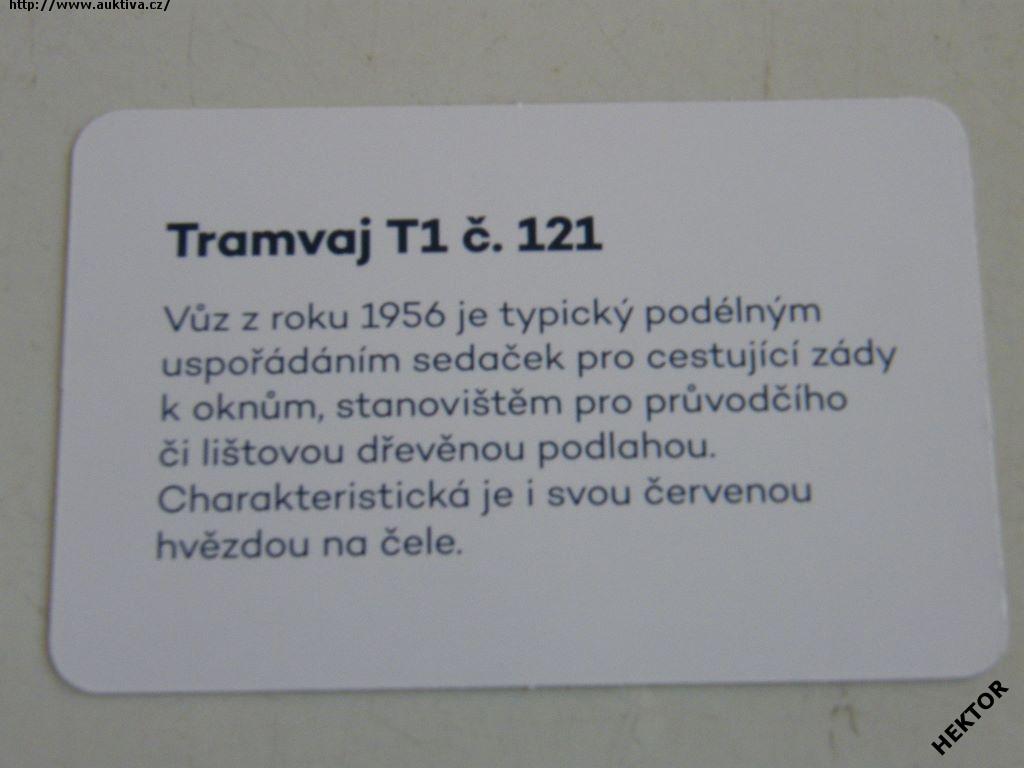 http://www.auktiva.cz/
Tramvaj T1 č. 121
Vůz z roku 1956 je typický podélným
uspořádáním sedaček pro cestující zády
k oknům, stanovištěm pro průvodčího
či lištovou dřevěnou podlahou.
Charakteristická je i svou červenou
hvězdou na čele.
HEKTOR